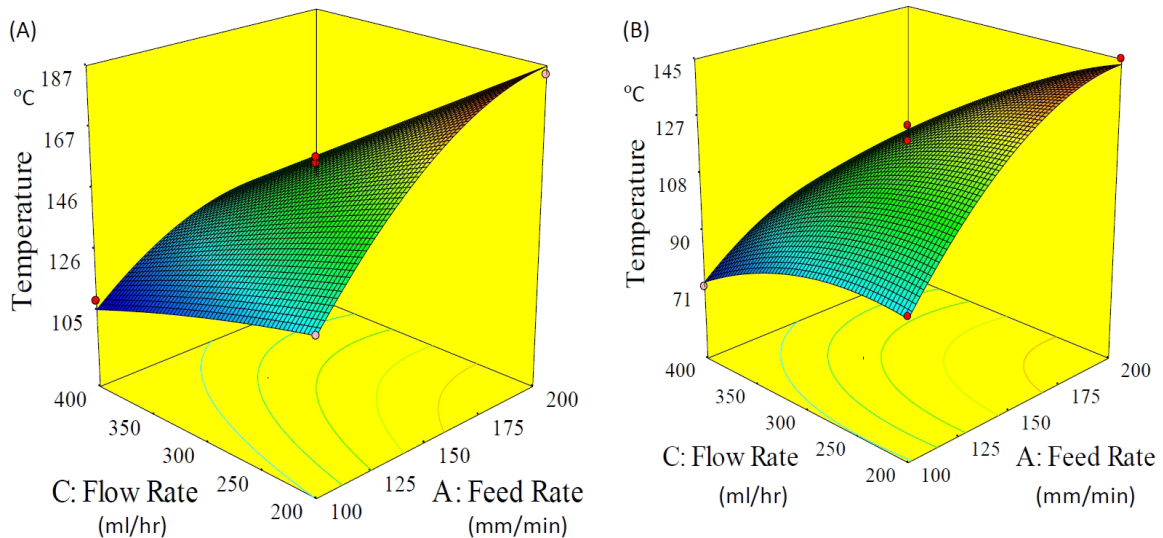 (A)
187
°C
167
Temperature
146
126
105
400
350
300
250
200
C: Flow Rate
(ml/hr)
100
125
150
175
200
A: Feed Rate
(mm/min)
(B)
145
°C
127
Temperature
108
90
71
400
350
300
250
200
C: Flow Rate
(ml/hr)
100
125
150
175
200
A: Feed Rate
(mm/min)